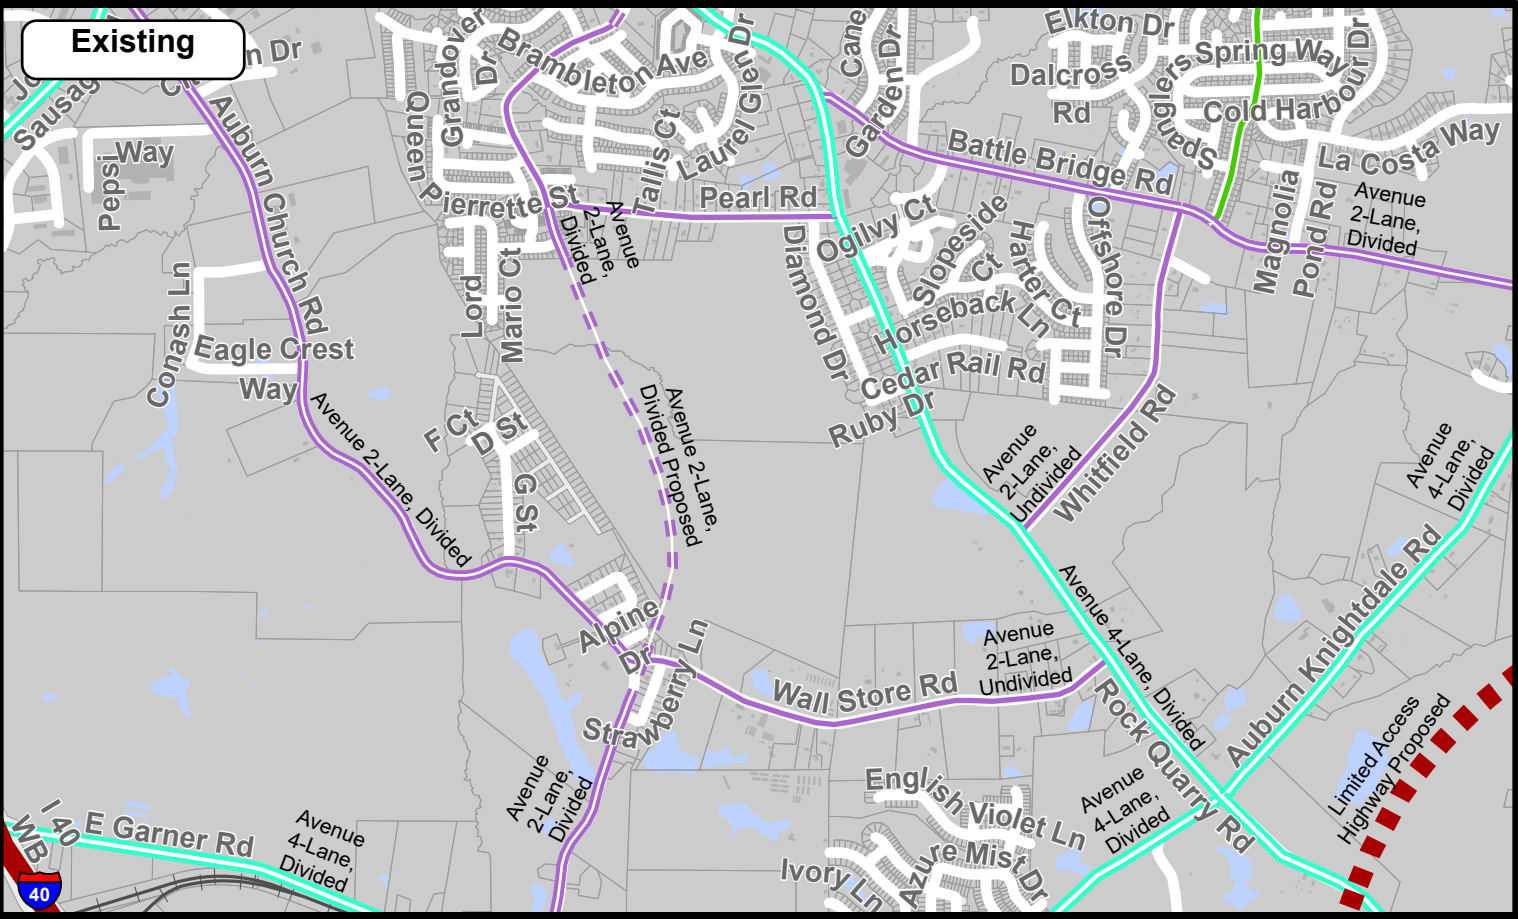 Existing
Elkton Dr
Cane
Garden Dr
Grandover
Dr
Brambleton Ave
Laurel Glen Dr
n Dr
Jo
Sausag
Dalcross
Rd
Spanglers
Spring Way
Cold Harbour Dr
La Costa Way
Queen
Pierrette St
Tallis Ct
Pearl Rd
Battle Bridge Rd
Way
Pepsi
Auburn
Church Rd
Magnolia
Pond Rd
Avenue
2-Lane,
Divided
Avenue
2-Lane,
Divided
Ogilvy Ct
Slopeside
Ct
Harter Ct
Offshore Dr
Diamond Dr
Horseback Ln
Cedar Rail Rd
Ruby Dr
Conash Ln
Eagle Crest
Way
Lord
Mario Ct
F Ct
D St
G St
Avenue 2-Lane, Divided
Avenue 2-Lane,
Divided Proposed
Avenue
2-Lane,
Undivided
Whitfield Rd
Avenue
4-Lane,
Divided
Auburn Knightdale Rd
Avenue 4-Lane, Divided
Alpine
Dr
Strawberry Ln
Wall Store Rd
Avenue
2-Lane,
Undivided
Rock Quarry Rd
Avenue
2-Lane,
Divided
Avenue
4-Lane,
Divided
Limited Access
Highway Proposed
English
Violet Ln
Azure Mist Dr
Ivory Ln
I 40
WB
E Garner Rd
Avenue
4-Lane,
Divided
40